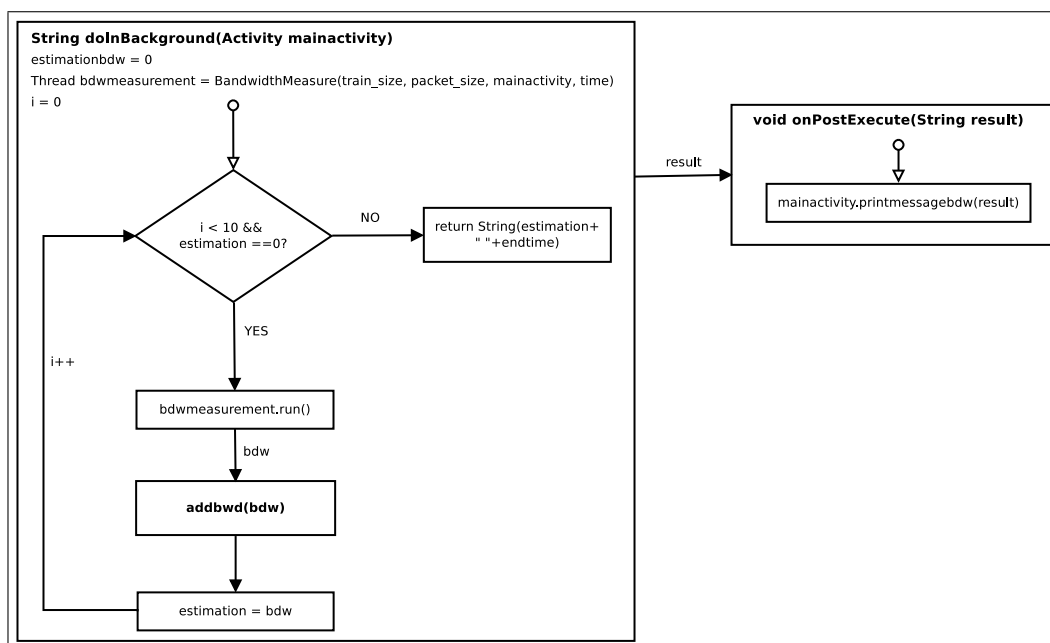 String doInBackground(Activity mainactivity)
estimationbdw = 0
Thread bdwmeasurement = BandwidthMeasure(train_size, packet_size, mainactivity, time)
i = 0
i < 10 &&
estimation ==0?
NO
return String(estimation+
" "+endtime)
YES
i++
bdwmeasurement.run()
bdw
addbwd(bdw)
estimation = bdw
result
void onPostExecute(String result)
mainactivity.printmessagebdw(result)